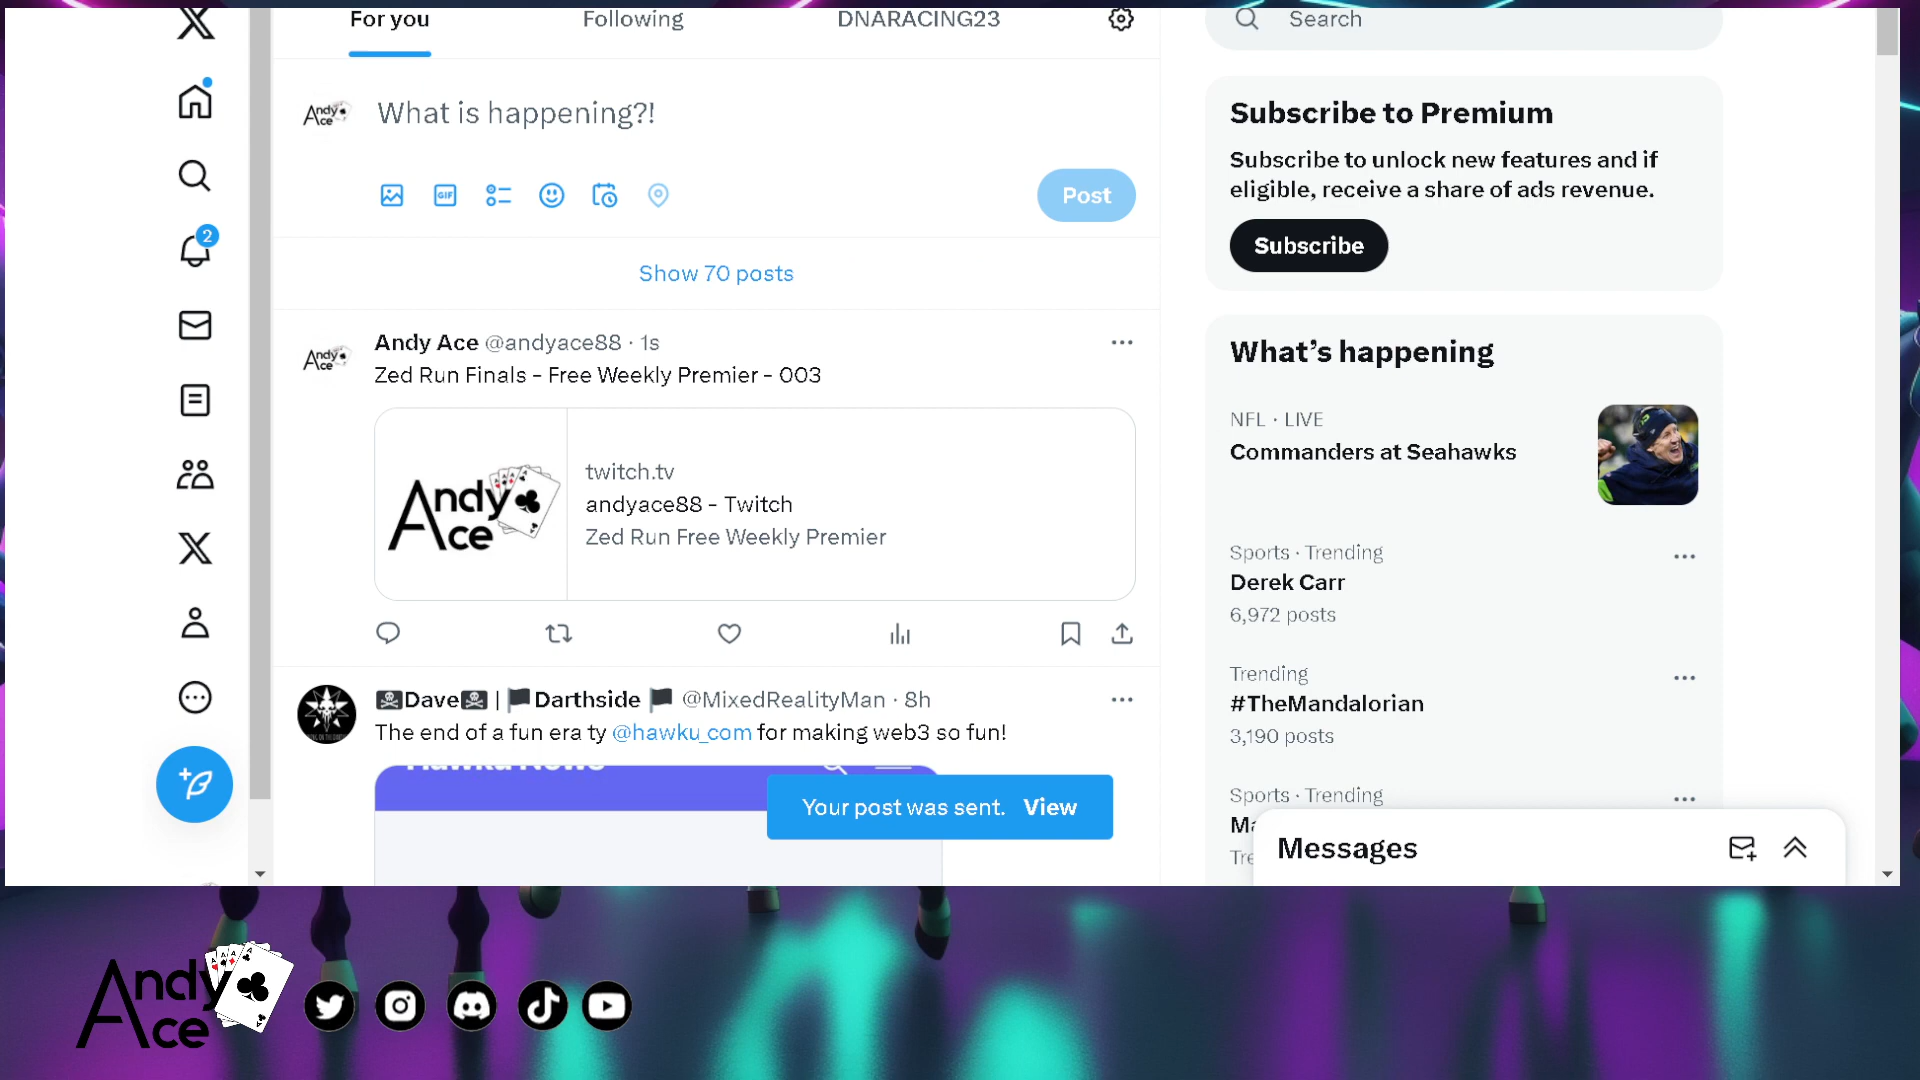 For you
Following
DNARACING23
Search
Andy Ace
What is happening?!
GIF
Post
2
Show 70 posts
Subscribe to Premium
Subscribe to unlock new features and if
eligible, receive a share of ads revenue.
Subscribe
Andy Ace @andyace88 · 1s
Zed Run Finals - Free Weekly Premier - 003
Andy Ace
twitch.tv
andyace88 - Twitch
Zed Run Free Weekly Premier
What's happening
NFL · LIVE
Commanders at Seahawks
Sports · Trending
Derek Carr
6,972 posts
Trending
#TheMandalorian
3,190 posts
Sports · Trending
Dave | Darthside @MixedRealityMan · 8h
The end of a fun era ty @hawku_com for making web3 so fun!
Your post was sent. View
Messages
Andy Ace